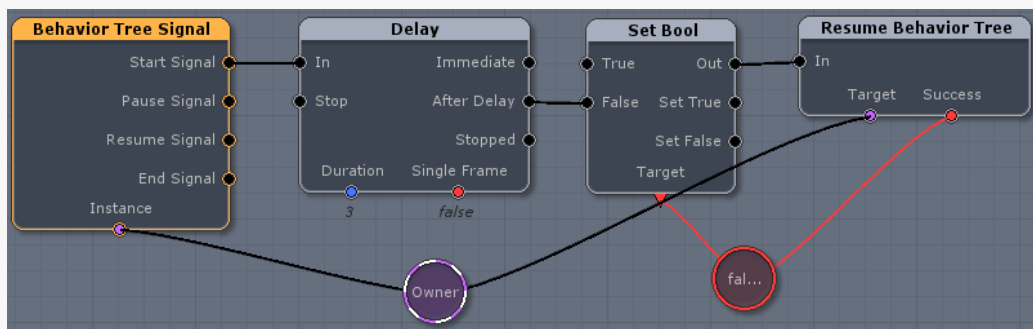 Behavior Tree Signal
Start Signal
Pause Signal
Resume Signal
End Signal
Instance
Delay
In
Immediate
Stop
After Delay
Stopped
Duration
Single Frame
3
false
Set Bool
True
Out
False
Set True
Set False
Target
Resume Behavior Tree
In
Target
Success
Owner
fal...